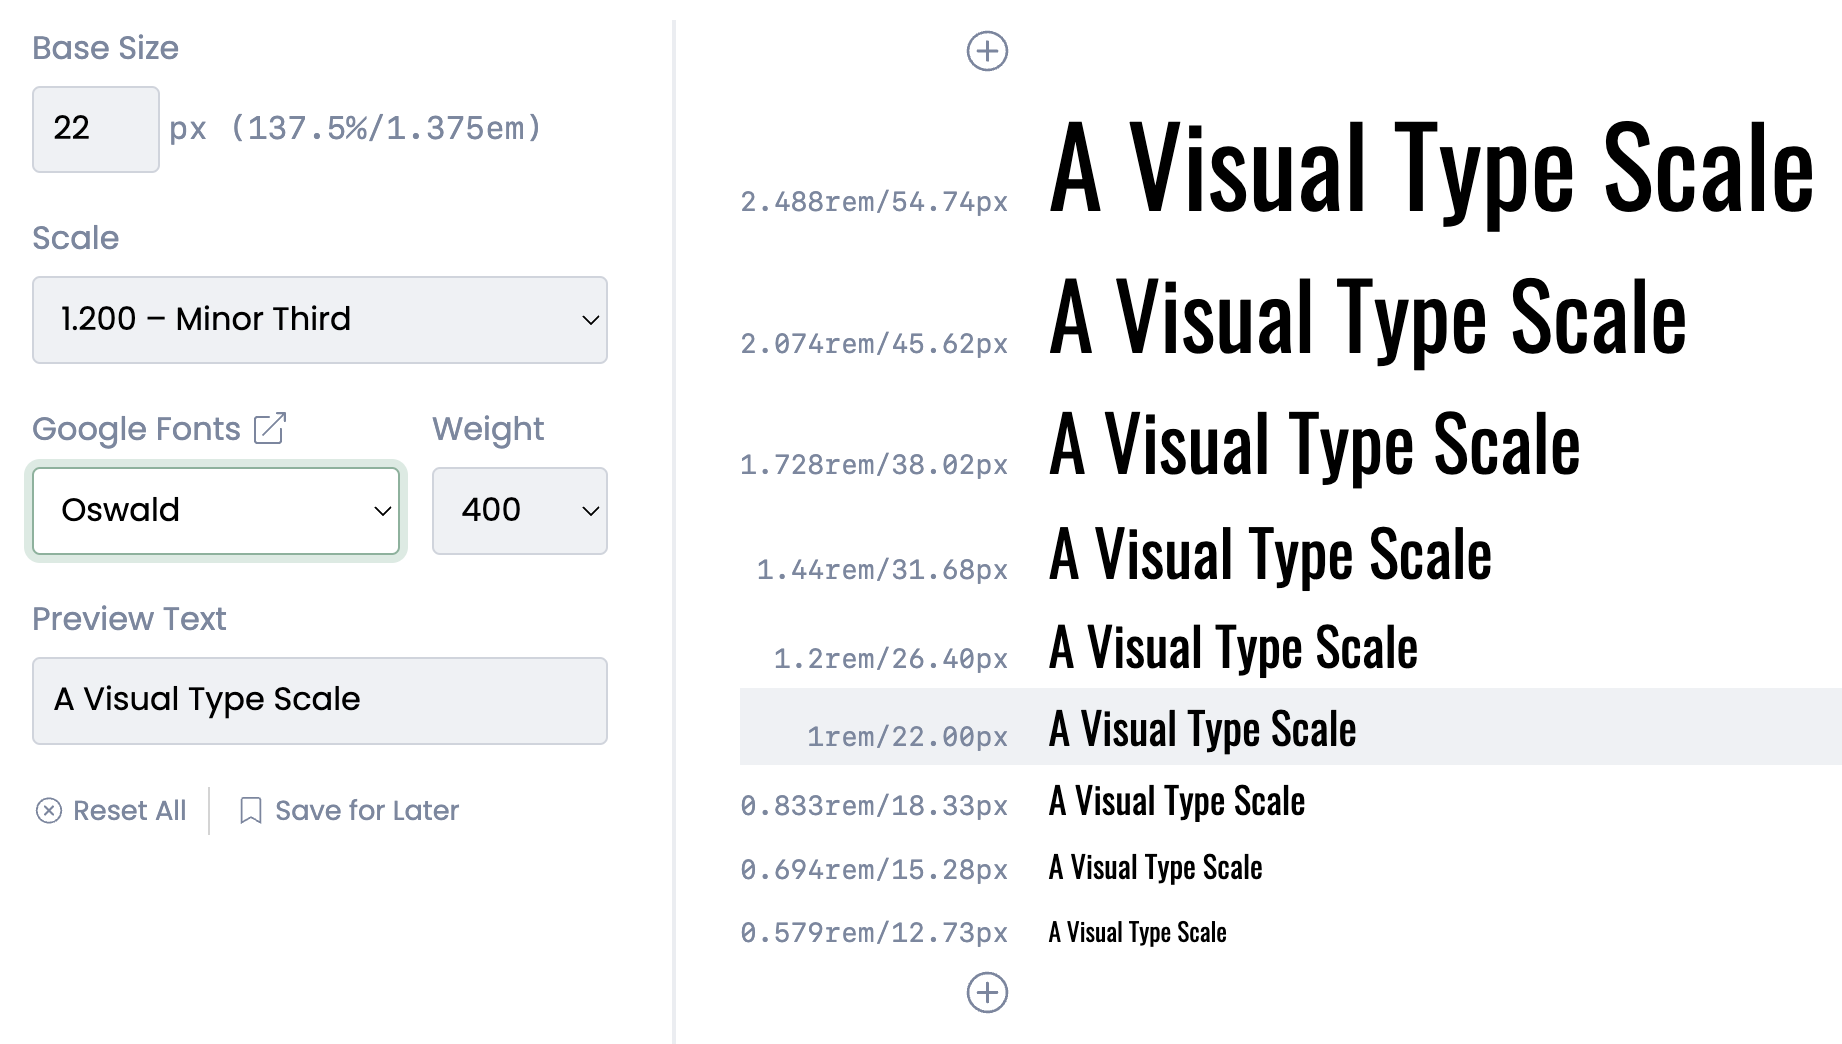 Base Size
22 px (137.5%/1.375em)
Scale
1.200 – Minor Third
Google Fonts Weight
Oswald 400
Preview Text
A Visual Type Scale
Reset All Save for Later
2.488rem/54.74px A Visual Type Scale
2.074rem/45.62px A Visual Type Scale
1.728rem/38.02px A Visual Type Scale
1.44rem/31.68px A Visual Type Scale
1.2rem/26.40px A Visual Type Scale
1rem/22.00px A Visual Type Scale
0.833rem/18.33px A Visual Type Scale
0.694rem/15.28px A Visual Type Scale
0.579rem/12.73px A Visual Type Scale